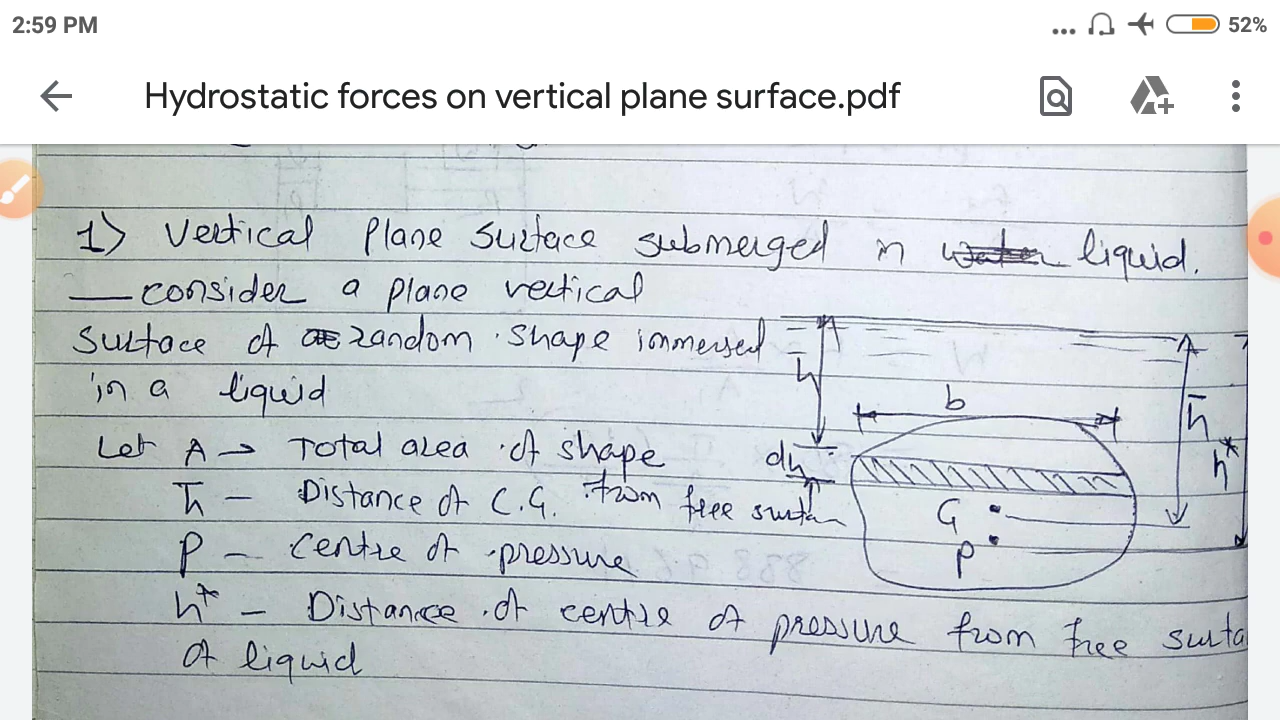 2:59 PM
52%
Hydrostatic forces on vertical plane surface.pdf
1) Vertical Plane Surface submerged in water liquid.
— consider a plane vertical
Surface of random shape immersed
in a liquid
h
b
h̄
h*
Let A → Total area of shape
dh
h̄ - Distance of C.G. from free surfa
G
P - Centre of pressure
P
h* - Distance of centre of pressure from free surfa
of liquid